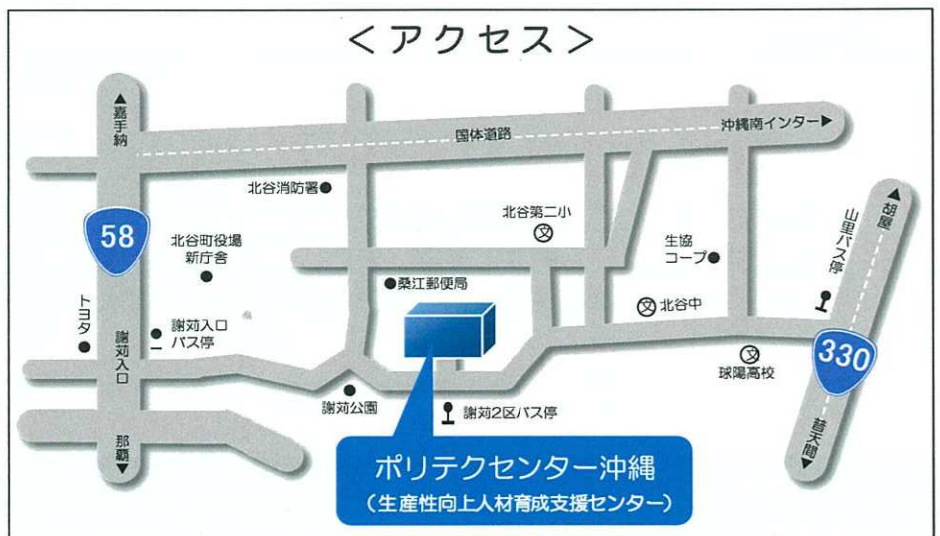 ＜アクセス＞
▲嘉手納
国体道路
沖縄南インター▶
北谷消防署●
58
北谷町役場
新庁舎
北谷第二小
文
生協
コープ●
▲胡屋
山里バス停
●桑江郵便局
文 北谷中
トヨタ
謝苅入口
バス停
謝苅入口
文
球陽高校
330
謝苅公園
謝苅2区バス停
那覇▼
普天間▼
ポリテクセンター沖縄
（生産性向上人材育成支援センター）